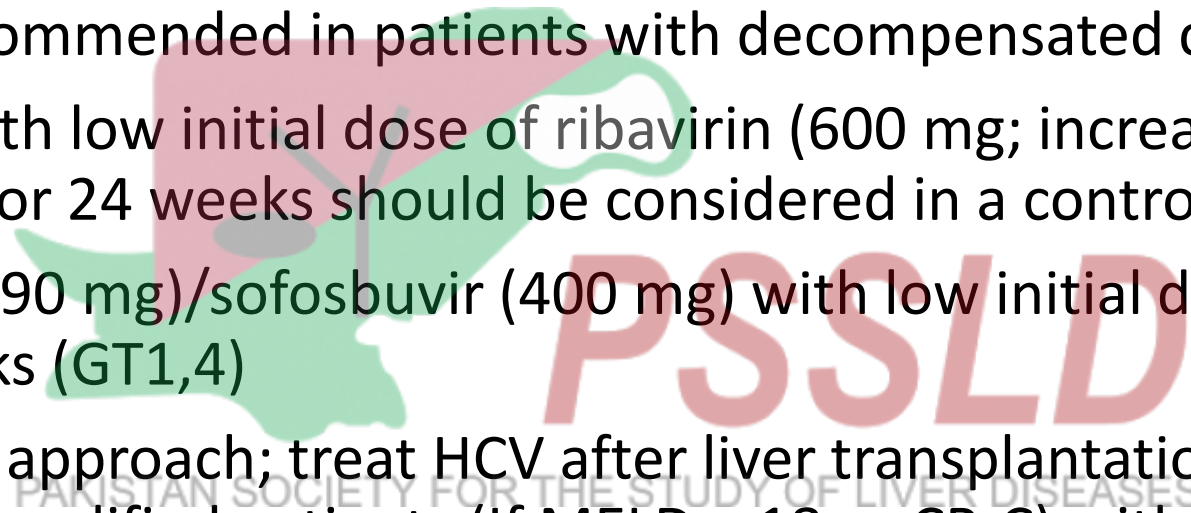 ommended in patients with decompensated c
th low initial dose of ribavirin (600 mg; increa
or 24 weeks should be considered in a contro
90 mg)/sofosbuvir (400 mg) with low initial d
ks (GT1,4)
PSSLD
approach; treat HCV after liver transplantatio
PAKISTAN SOCIETY FOR THE STUDY OF LIVER DISEASES